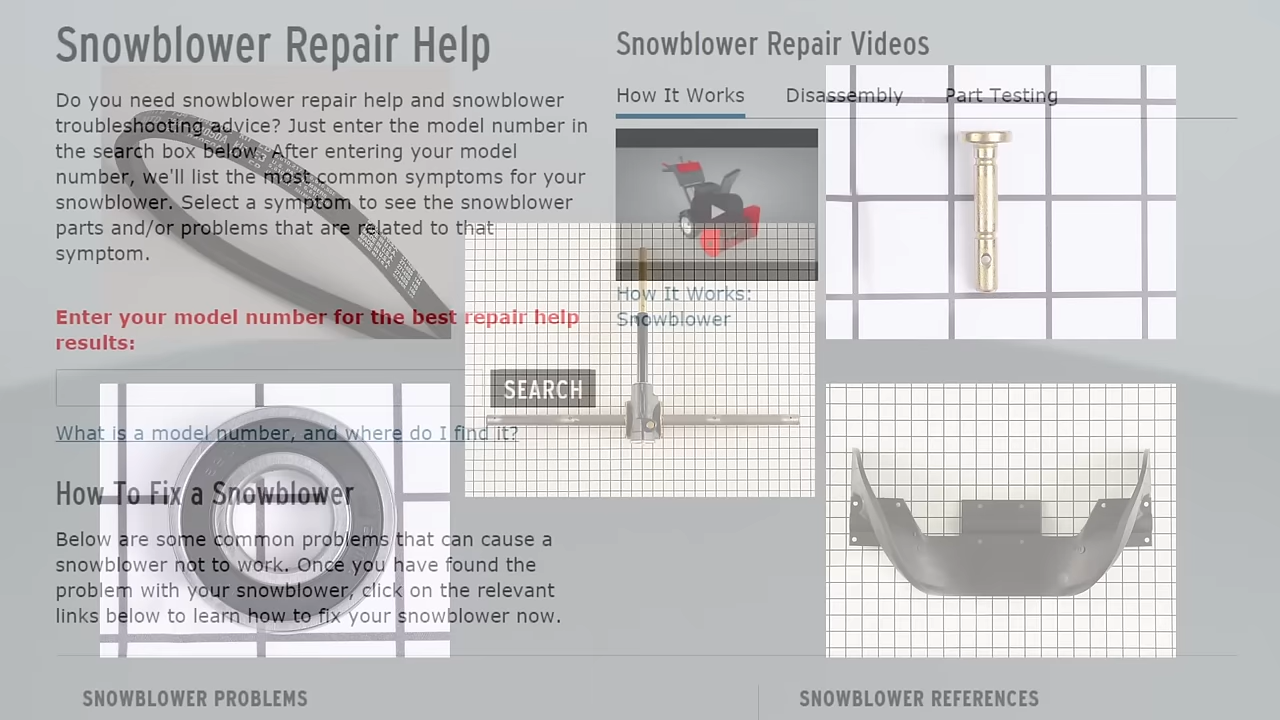 Snowblower Repair Help
Do you need snowblower repair help and snowblower
troubleshooting advice? Just enter the model number in
the search box below. After entering your model
number, we'll list the most common symptoms for your
snowblower. Select a symptom to see the snowblower
parts and/or problems that are related to that
symptom.
Enter your model number for the best repair help
results:
SEARCH
What is a model number, and where do I find it?
How To Fix a Snowblower
Below are some common problems that can cause a
snowblower not to work. Once you have found the
problem with your snowblower, click on the relevant
links below to learn how to fix your snowblower now.
SNOWBLOWER PROBLEMS
Snowblower Repair Videos
How It Works Disassembly Part Testing
How It Works:
Snowblower
SNOWBLOWER REFERENCES